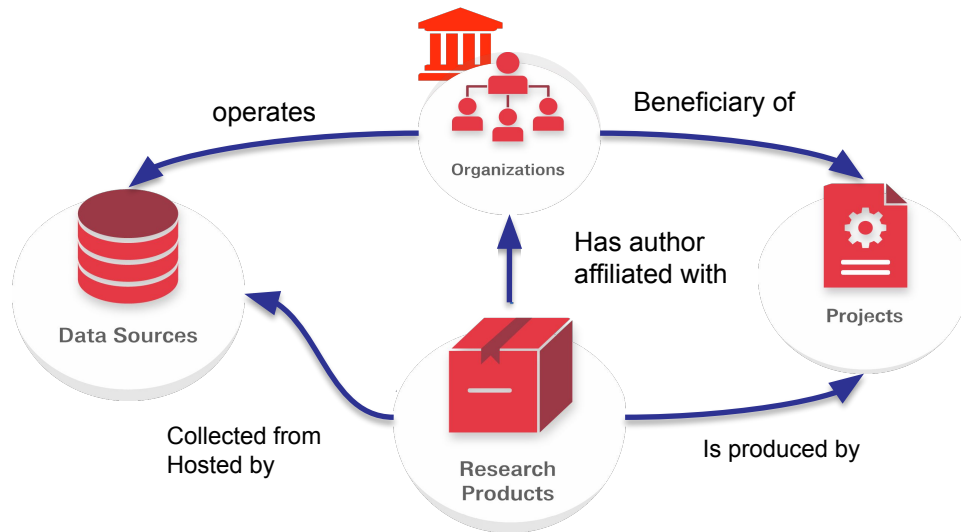 operates
Beneficiary of
Organizations
Has author
affiliated with
Data Sources
Projects
Collected from
Hosted by
Is produced by
Research
Products